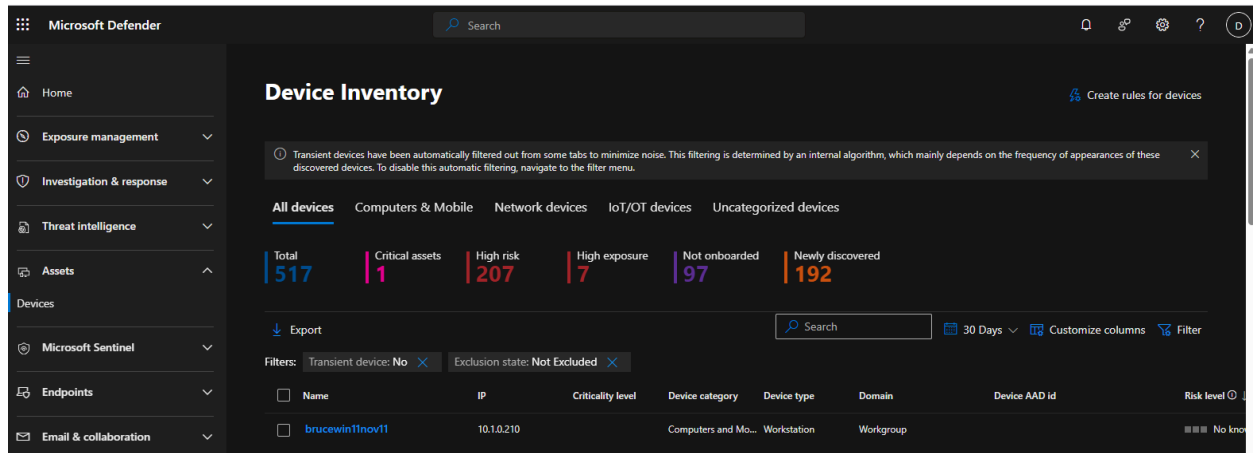 Microsoft Defender
Search
D
Home
Exposure management
Investigation & response
Threat intelligence
Assets
Devices
Microsoft Sentinel
Endpoints
Email & collaboration
Device Inventory
Create rules for devices
Transient devices have been automatically filtered out from some tabs to minimize noise. This filtering is determined by an internal algorithm, which mainly depends on the frequency of appearances of these
discovered devices. To disable this automatic filtering, navigate to the filter menu.
All devices Computers & Mobile Network devices IoT/OT devices Uncategorized devices
Total Critical assets High risk High exposure Not onboarded Newly discovered
517 1 207 7 97 192
Export Search 30 Days Customize columns Filter
Filters: Transient device: No Exclusion state: Not Excluded
Name IP Criticality level Device category Device type Domain Device AAD id Risk level
brucewin11nov11 10.1.0.210 Computers and Mo... Workstation Workgroup No know